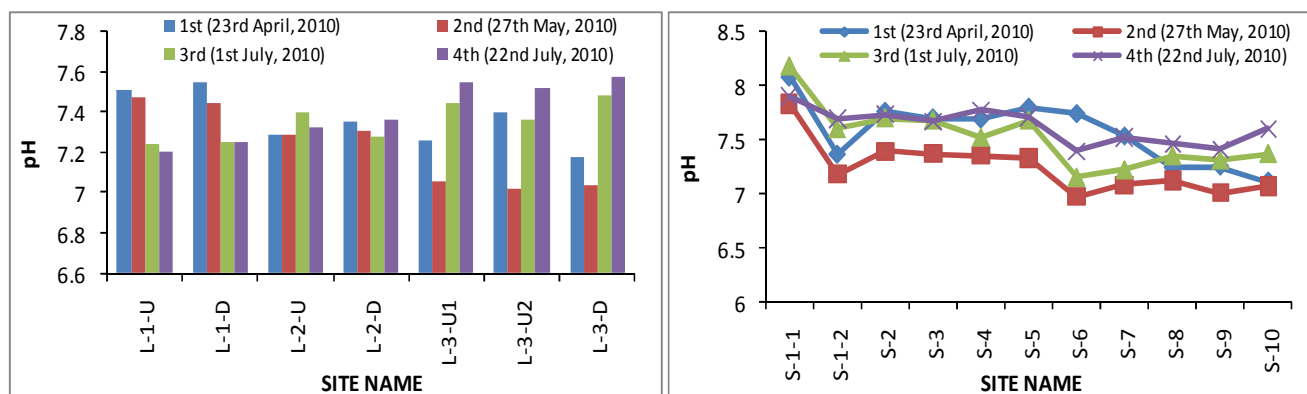 1st (23rd April, 2010) 2nd (27th May, 2010)
3rd (1st July, 2010) 4th (22nd July, 2010)
7.8
7.6
7.4
7.2
7
6.8
6.6
pH
L-1-U
L-1-D
L-2-U
L-2-D
L-3-U1
L-3-U2
L-3-D
SITE NAME
1st (23rd April, 2010) 2nd (27th May, 2010)
3rd (1st July, 2010) 4th (22nd July, 2010)
8.5
8
7.5
7
6.5
6
pH
S-1-1
S-1-2
S-2
S-3
S-4
S-5
S-6
S-7
S-8
S-9
S-10
SITE NAME